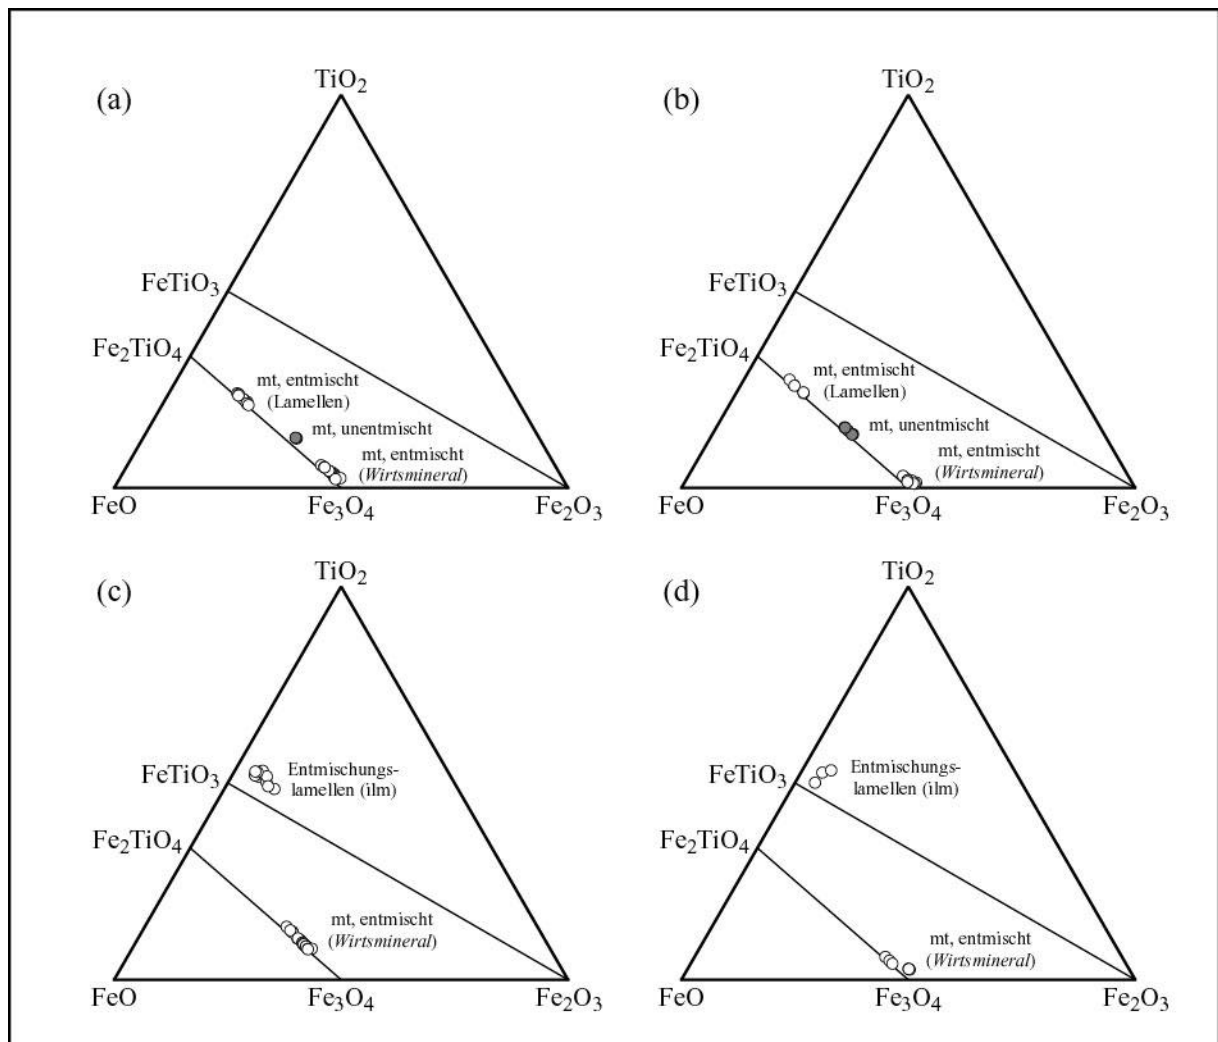 (a)
TiO2
FeTiO3
Fe2TiO4
mt, entmischt
(Lamellen)
mt, unentmischt
mt, entmischt
(Wirtsmineral)
FeO
Fe3O4
Fe2O3
(b)
TiO2
FeTiO3
Fe2TiO4
mt, entmischt
(Lamellen)
mt, unentmischt
mt, entmischt
(Wirtsmineral)
FeO
Fe3O4
Fe2O3
(c)
TiO2
FeTiO3
Entmischungs-
lamellen (ilm)
Fe2TiO4
mt, entmischt
(Wirtsmineral)
FeO
Fe3O4
Fe2O3
(d)
TiO2
FeTiO3
Entmischungs-
lamellen (ilm)
Fe2TiO4
mt, entmischt
(Wirtsmineral)
FeO
Fe3O4
Fe2O3